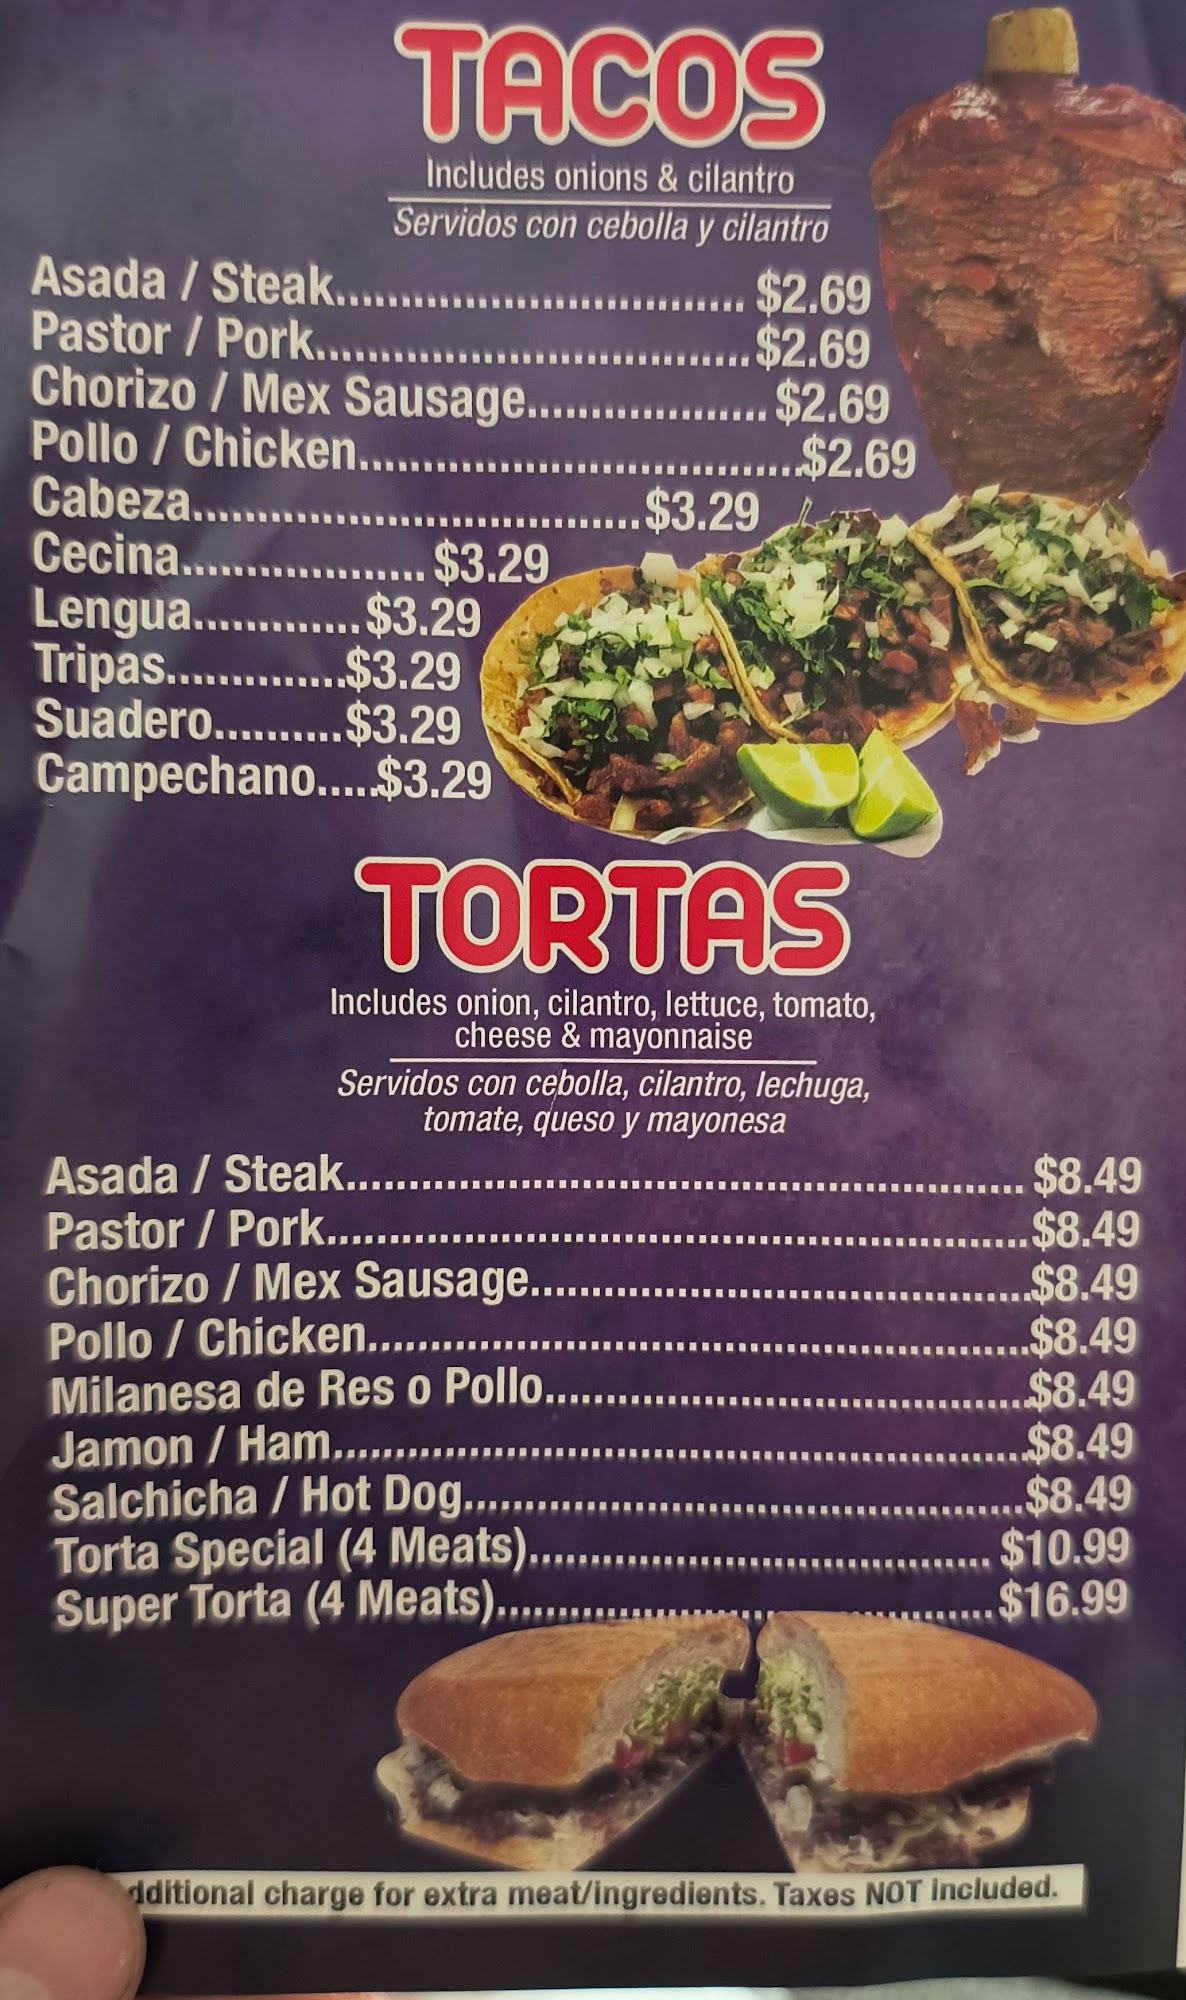 TACOS
Includes onions & cilantro
Servidos con cebolla y cilantro
Asada / Steak................................ $2.69
Pastor / Pork.................................. $2.69
Chorizo / Mex Sausage................... $2.69
Pollo / Chicken...................................$2.69
Cabeza................................... $3.29
Cecina................... $3.29
Lengua............. $3.29
Tripas..............$3.29
Suadero..........$3.29
Campechano.....$3.29
TORTAS
Includes onion, cilantro, lettuce, tomato,
cheese & mayonnaise
Servidos con cebolla, cilantro, lechuga,
tomate, queso y mayonesa
Asada / Steak...................................................... $8.49
Pastor / Pork........................................................$8.49
Chorizo / Mex Sausage........................................$8.49
Pollo / Chicken.....................................................$8.49
Milanesa de Res o Pollo.......................................$8.49
Jamon / Ham........................................................$8.49
Salchicha / Hot Dog.............................................$8.49
Torta Special (4 Meats)..................................... $10.99
Super Torta (4 Meats)........................................ $16.99
dditional charge for extra meat/ingredients. Taxes NOT included.